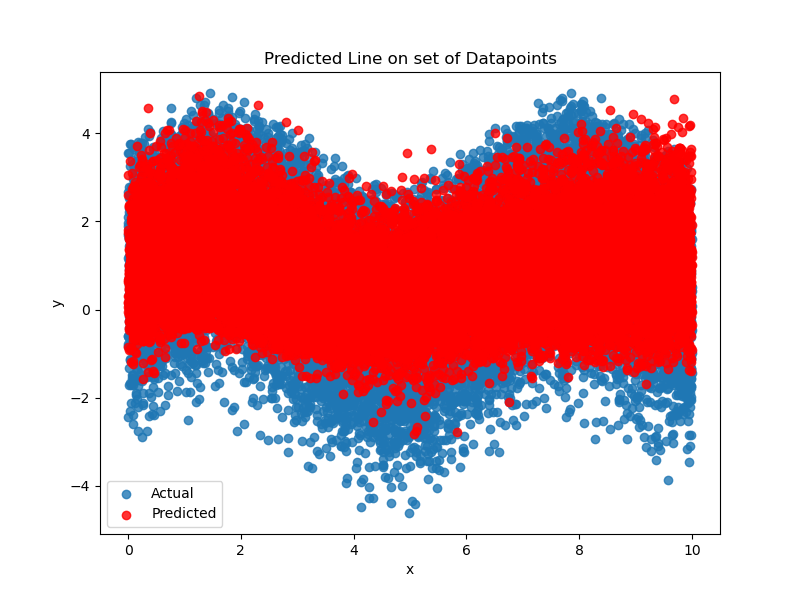 Predicted Line on set of Datapoints
y
4
2
0
−2
−4
Actual
Predicted
0 2 4 6 8 10
x